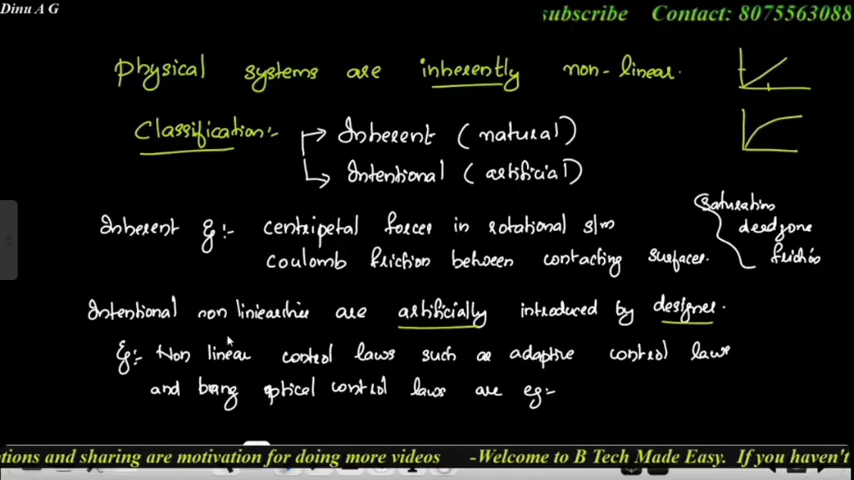 Dinu A G
subscribe Contact: 8075563088
Physical systems are inherently non-linear.
Classification:-
Inherent (natural)
Intentional (artificial)
Inherent Eg:- centripetal forces in rotational s/m
coulomb friction between contacting surfaces.
saturation
deadzone
friction
Intentional non are artificially introduced by designer.
Eg:- Non linear control laws such as adaptive control laws
and bang optical control laws are eg:-
tions and sharing are motivation for doing more videos -Welcome to B Tech Made Easy. If you haven't